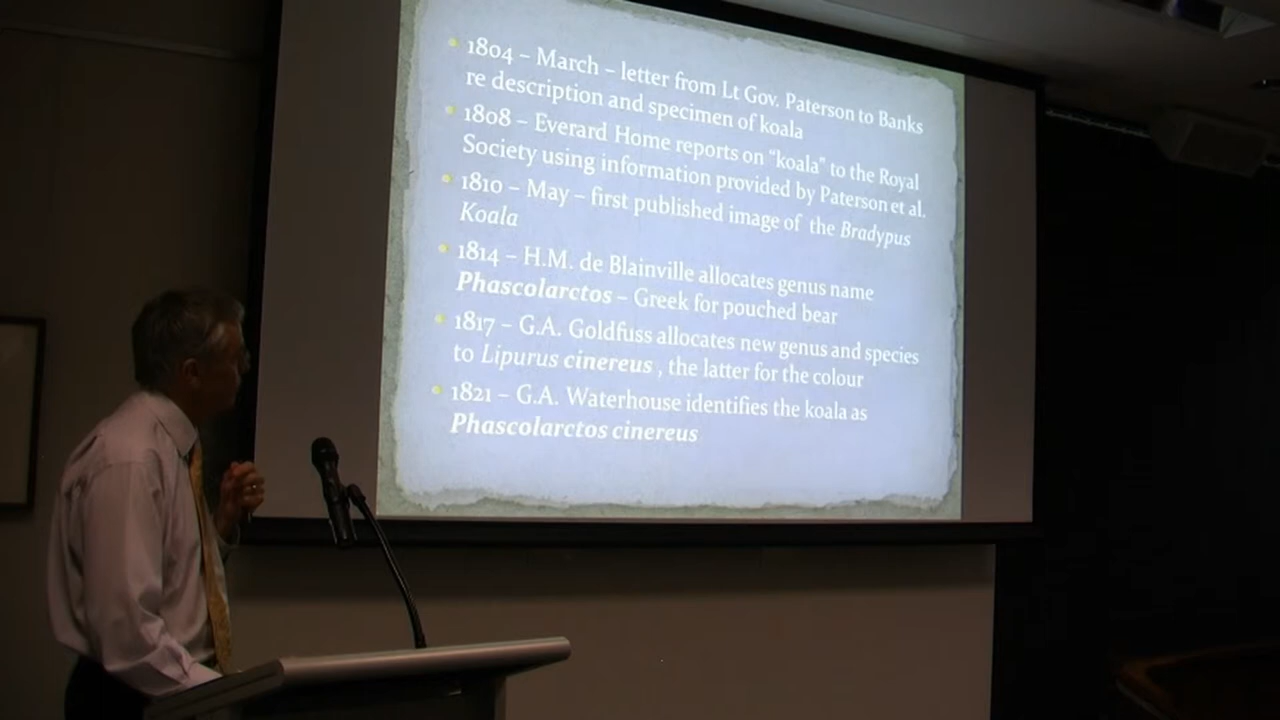 1804 – March – letter from Lt Gov. Paterson to Banks
re description and specimen of koala
1808 – Everard Home reports on "koala" to the Royal
Society using information provided by Paterson et al.
1810 – May – first published image of the Bradypus
Koala
1814 – H.M. de Blainville allocates genus name
Phascolarctos – Greek for pouched bear
1817 – G.A. Goldfuss allocates new genus and species
to Lipurus cinereus , the latter for the colour
1821 – G.A. Waterhouse identifies the koala as
Phascolarctos cinereus